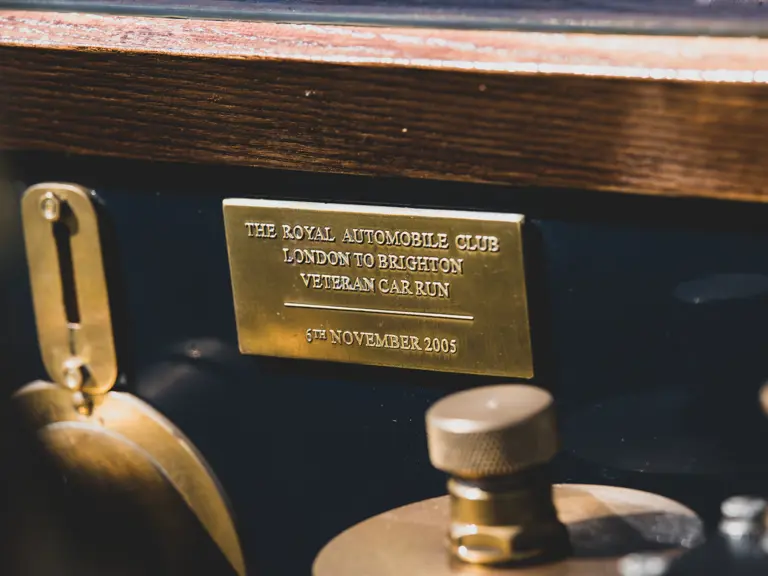 THE ROYAL AUTOMOBILE CLUB
LONDON TO BRIGHTON
VETERAN CAR RUN
6TH NOVEMBER 2005